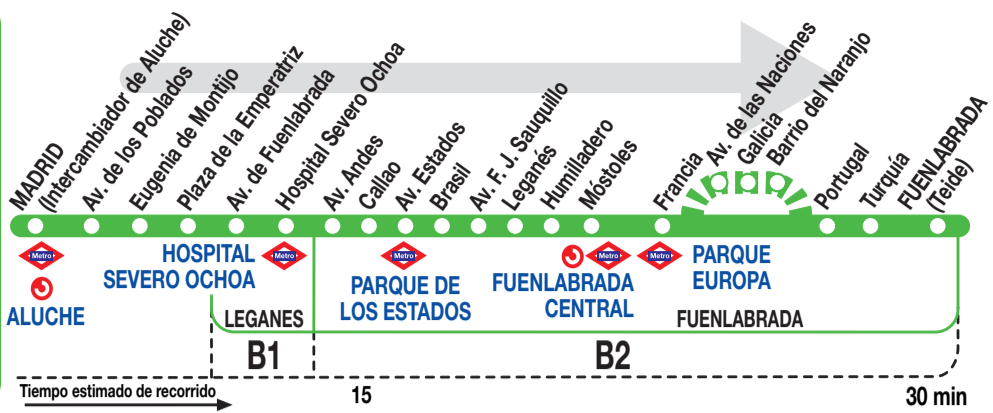 MADRID
(Intercambiador de Aluche)
Av. de los Poblados
Eugenia de Montijo
Plaza de la Emperatriz
Av. de Fuenlabrada
Hospital Severo Ochoa
Av. Andes
Callao
Av. Estados
Brasil
Av. F. J. Sauquillo
Leganés
Humilladero
Móstoles
Francia
Av. de las Naciones
Galicia
Barrio del Naranjo
Portugal
Turquía
FUENLABRADA
(Teide)
Metro
ALUCHE
HOSPITAL
SEVERO OCHOA
Metro
Metro
PARQUE DE
LOS ESTADOS
FUENLABRADA
CENTRAL
Metro
Metro
PARQUE
EUROPA
LEGANES
FUENLABRADA
B1
B2
Tiempo estimado de recorrido
15
30 min